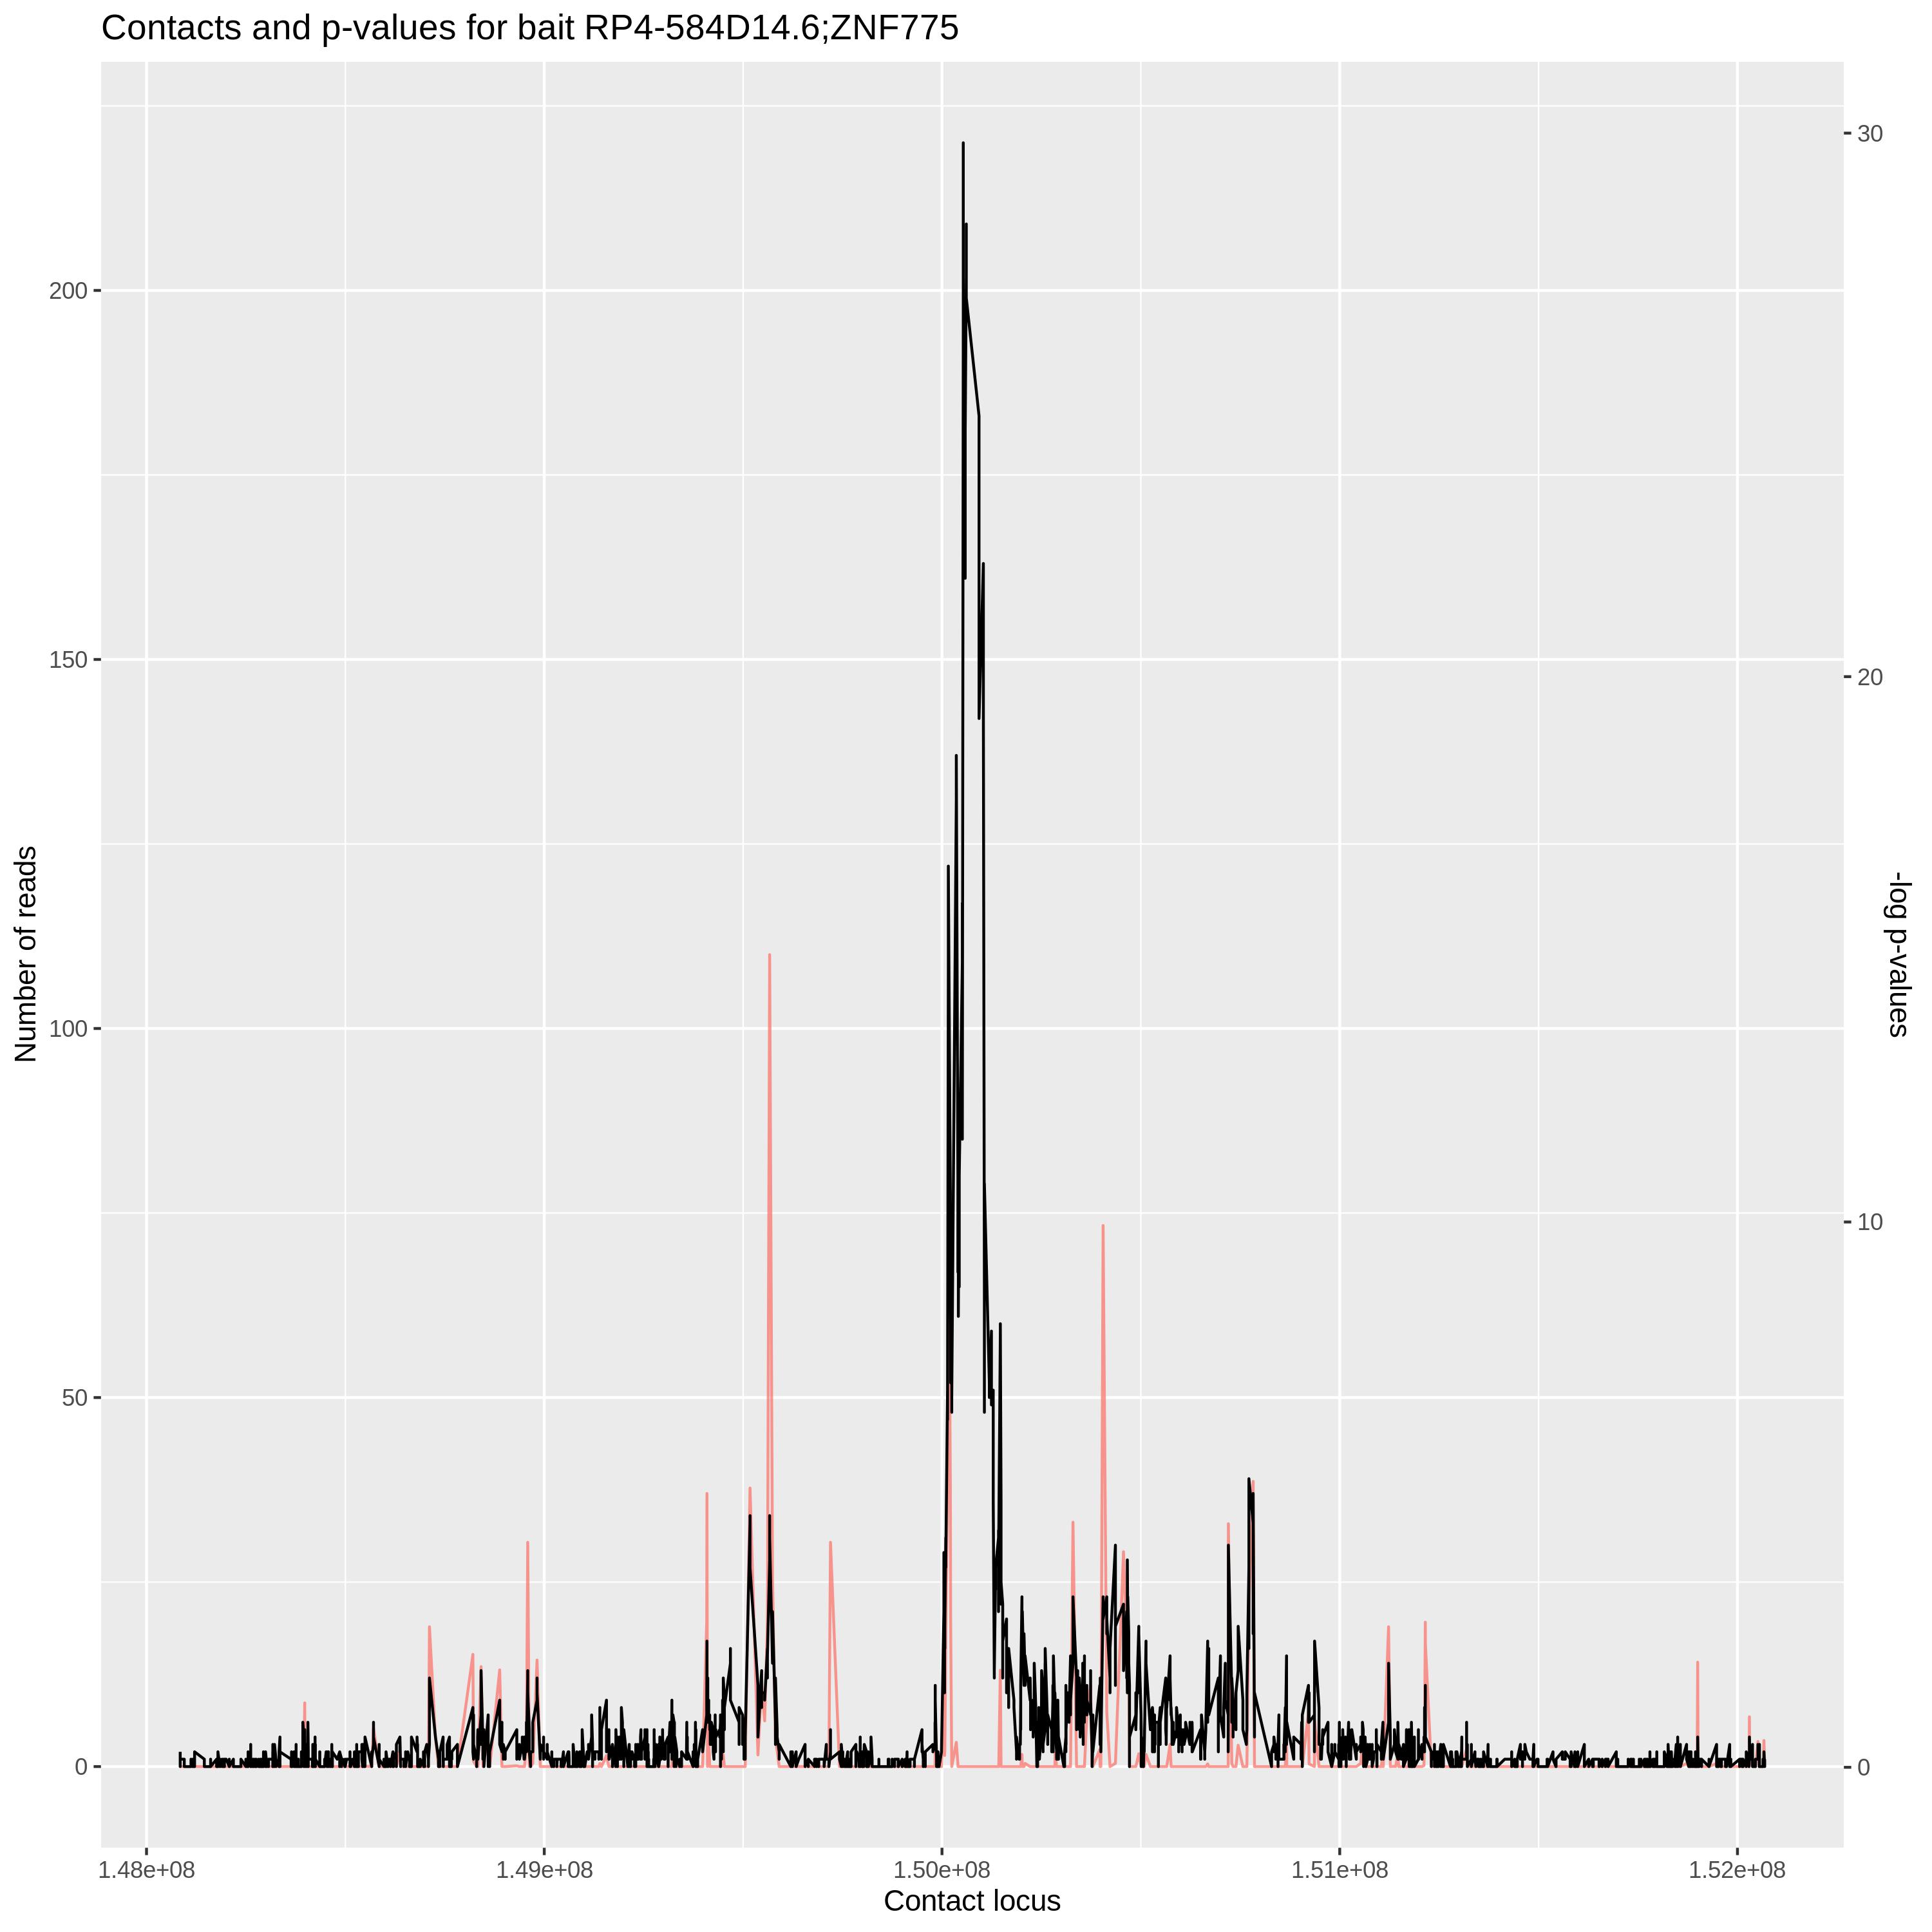 Contacts and p-values for bait RP4-584D14.6;ZNF775
200
150
100
50
0
30
20
10
0
Number of reads
-log p-values
1.48e+08 1.49e+08 1.50e+08 1.51e+08 1.52e+08
Contact locus